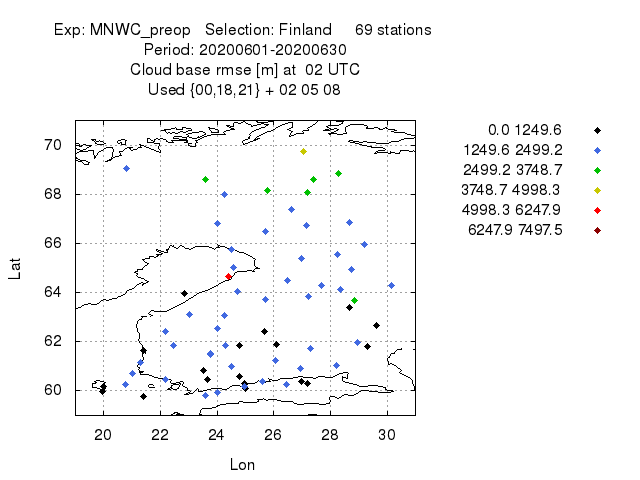 Exp: MNWC_preop Selection: Finland 69 stations
Period: 20200601-20200630
Cloud base rmse [m] at 02 UTC
Used {00,18,21} + 02 05 08
0.0 1249.6
1249.6 2499.2
2499.2 3748.7
3748.7 4998.3
4998.3 6247.9
6247.9 7497.5
70
68
66
64
62
60
Lat
20 22 24 26 28 30
Lon